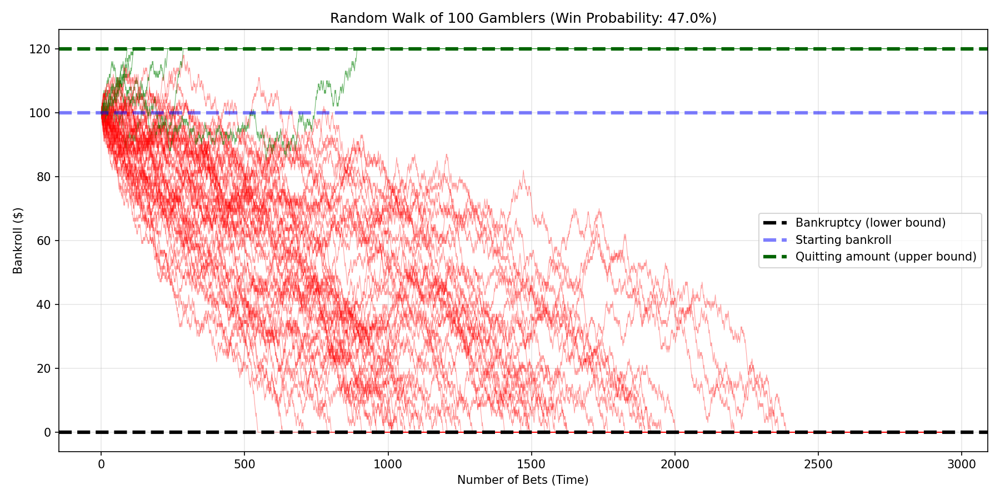 Random Walk of 100 Gamblers (Win Probability: 47.0%)
120
100
80
60
40
20
0
Bankroll ($)
Bankruptcy (lower bound)
Starting bankroll
Quitting amount (upper bound)
0 500 1000 1500 2000 2500 3000
Number of Bets (Time)